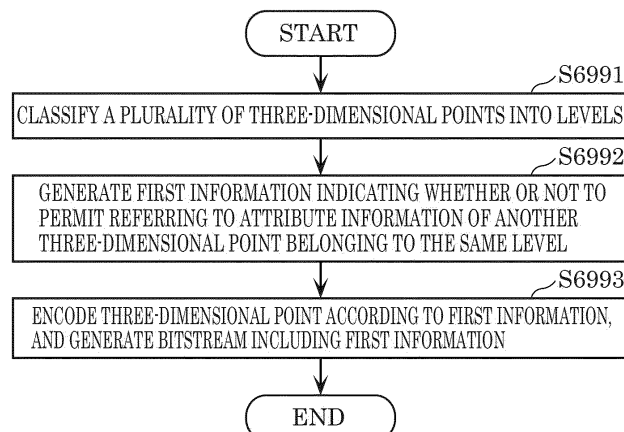 START
S6991
CLASSIFY A PLURALITY OF THREE-DIMENSIONAL POINTS INTO LEVELS
S6992
GENERATE FIRST INFORMATION INDICATING WHETHER OR NOT TO
PERMIT REFERRING TO ATTRIBUTE INFORMATION OF ANOTHER
THREE-DIMENSIONAL POINT BELONGING TO THE SAME LEVEL
S6993
ENCODE THREE-DIMENSIONAL POINT ACCORDING TO FIRST INFORMATION,
AND GENERATE BITSTREAM INCLUDING FIRST INFORMATION
END